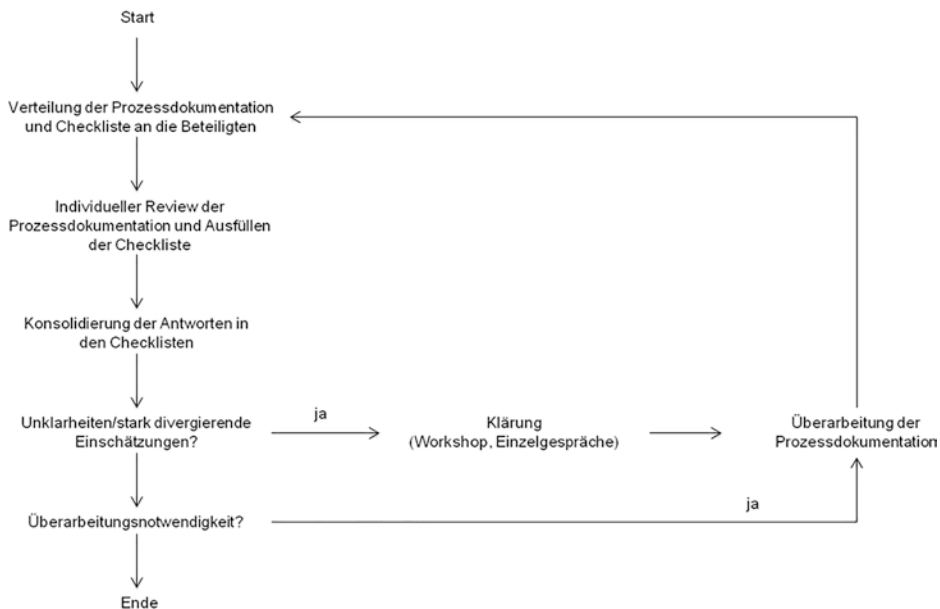 Start
Verteilung der Prozessdokumentation
und Checkliste an die Beteiligten
Individueller Review der
Prozessdokumentation und Ausfüllen
der Checkliste
Konsolidierung der Antworten in
den Checklisten
Unklarheiten/stark divergierende
Einschätzungen?
ja
Klärung
(Workshop, Einzelgespräche)
Überarbeitung der
Prozessdokumentation
Überarbeitungsnotwendigkeit?
ja
Ende